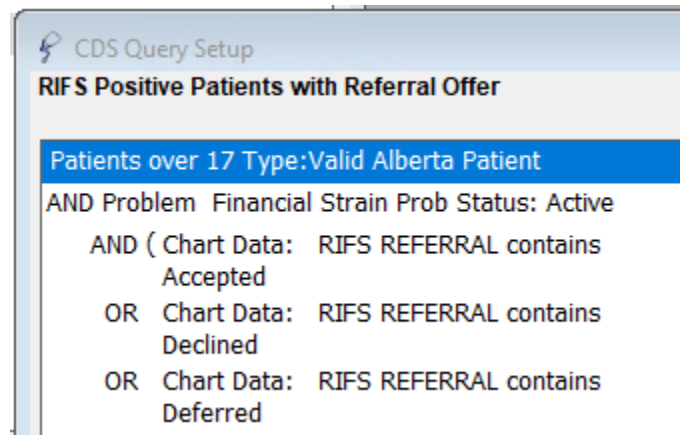 CDS Query Setup
RIFS Positive Patients with Referral Offer
Patients over 17 Type:Valid Alberta Patient
AND Problem Financial Strain Prob Status: Active
AND ( Chart Data: RIFS REFERRAL contains
Accepted
OR Chart Data: RIFS REFERRAL contains
Declined
OR Chart Data: RIFS REFERRAL contains
Deferred